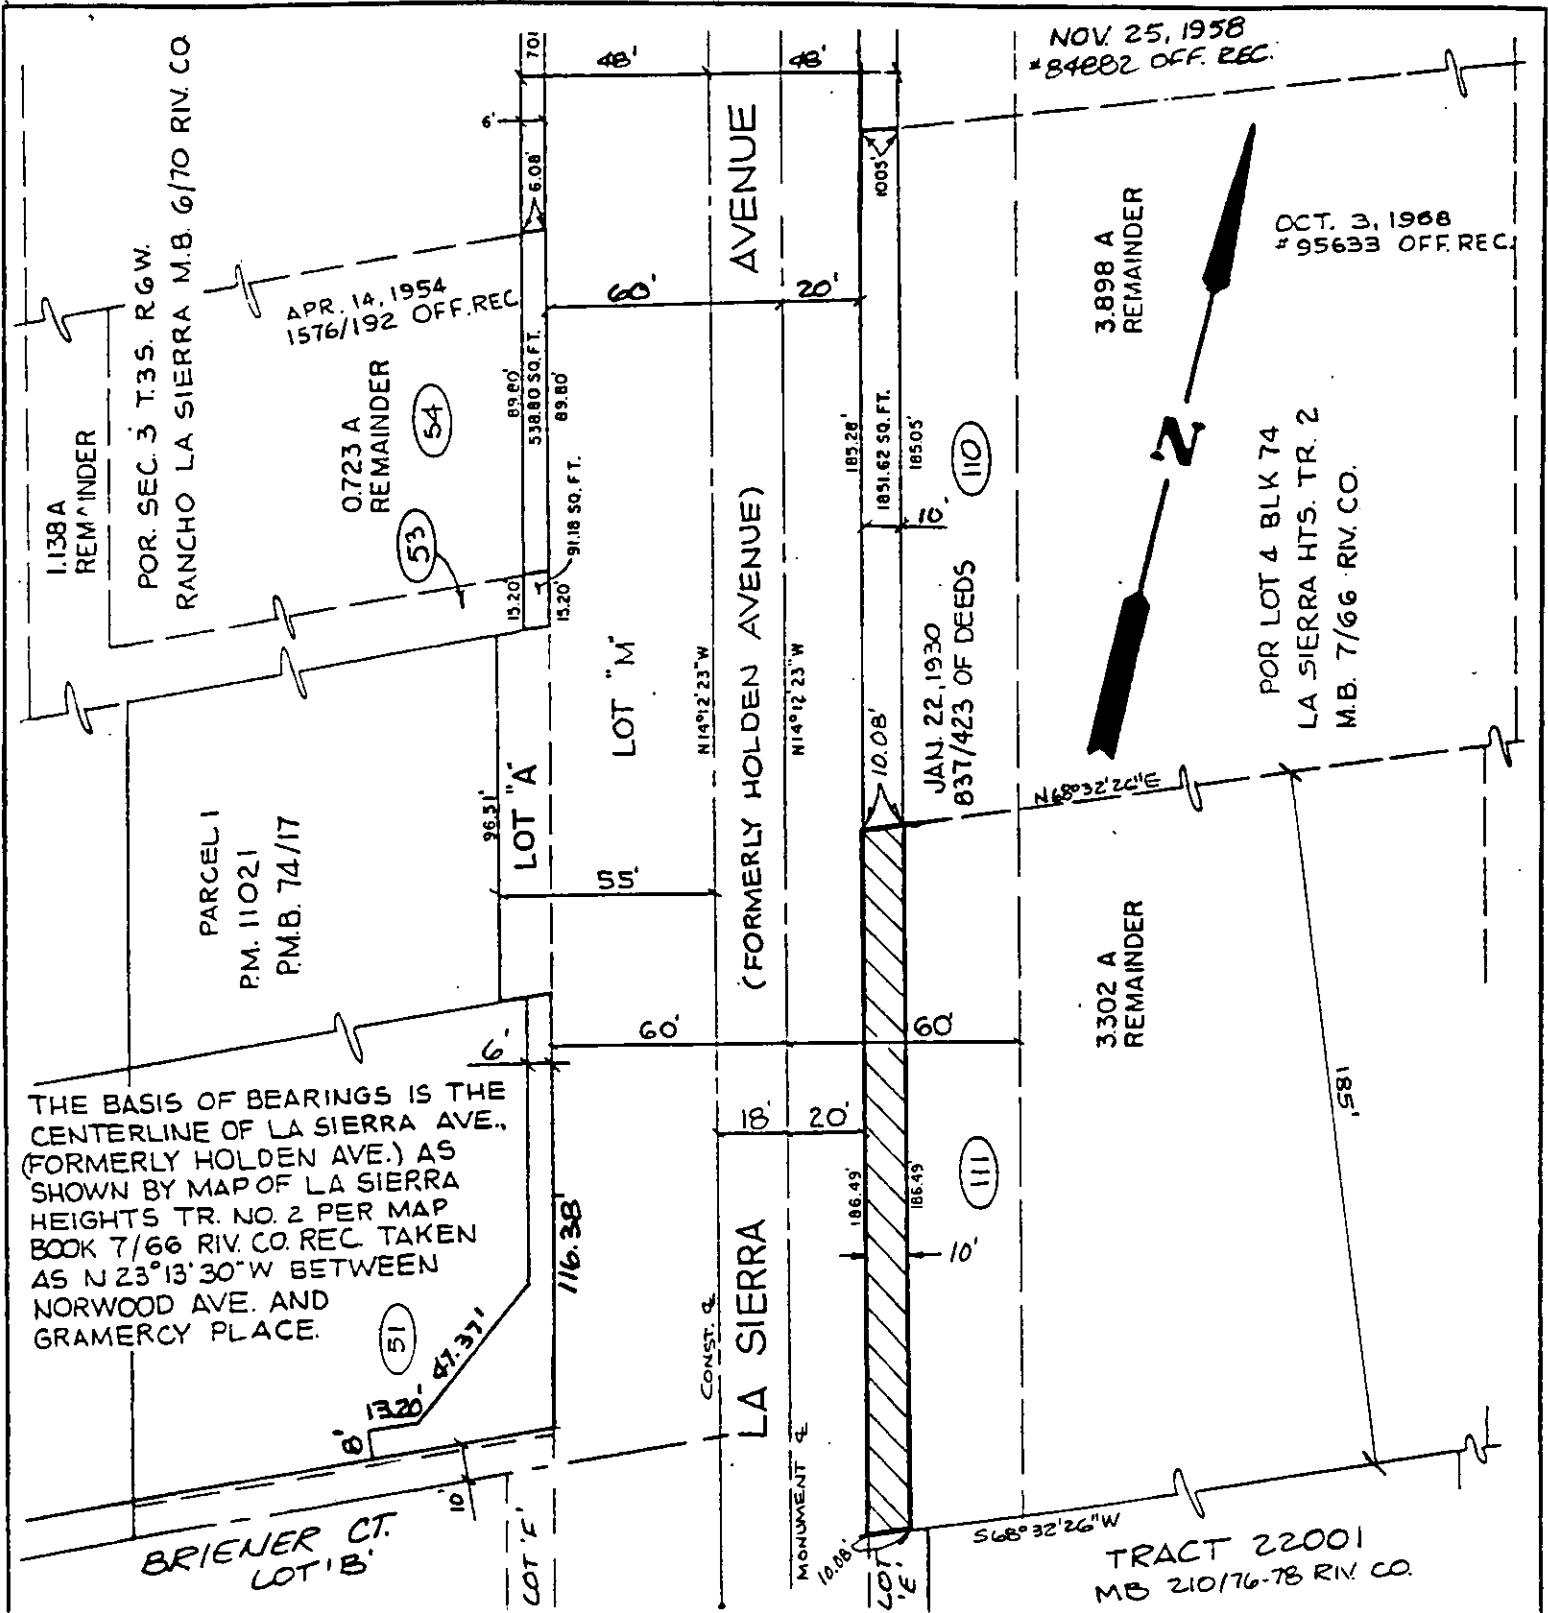 NOV. 25, 1958
#84882 OFF. REC.
48'
48'
701
6'
6.08'
1005'
AVENUE
POR. SEC. 3 T.3S. R6W.
RANCHO LA SIERRA M.B. 6/70 RIV. CO
APR. 14, 1954
1576/192 OFF. REC
60'
20'
3.898 A
REMAINDER
OCT. 3, 1968
#95633 OFF. REC.
1.138 A
REMAINDER
0.723 A
REMAINDER
54
53
89.80'
538.80 SQ. FT.
89.80'
91.18 SQ. FT.
15.20'
15.20'
185.28'
1851.62 SQ. FT.
185.05'
10'
110
N
POR LOT 4 BLK 74
LA SIERRA HTS. TR. 2
M.B. 7/66 RIV. CO.
LOT "M"
N14°12'23"W
(FORMERLY HOLDEN AVENUE)
N14°12'23"W
JAN. 22, 1930
837/423 OF DEEDS
10.08'
N68°32'26"E
PARCEL 1
P.M. 11021
P.M.B. 74/17
96.51'
LOT "A"
55'
3.302 A
REMAINDER
185'
60'
60'
6'
18'
20'
THE BASIS OF BEARINGS IS THE
CENTERLINE OF LA SIERRA AVE.,
(FORMERLY HOLDEN AVE.) AS
SHOWN BY MAP OF LA SIERRA
HEIGHTS TR. NO. 2 PER MAP
BOOK 7/66 RIV. CO. REC. TAKEN
AS N 23°13'30"W BETWEEN
NORWOOD AVE. AND
GRAMERCY PLACE.
116.38'
186.49'
186.49'
111
10'
51
47.37'
13.20'
8'
10'
CONST. ℄
LA SIERRA
MONUMENT ℄
BRIENER CT.
LOT 'B'
LOT 'F'
10.08'
LOT 'E'
S68°32'26"W
TRACT 22001
MB 210/76-78 RIV. CO.